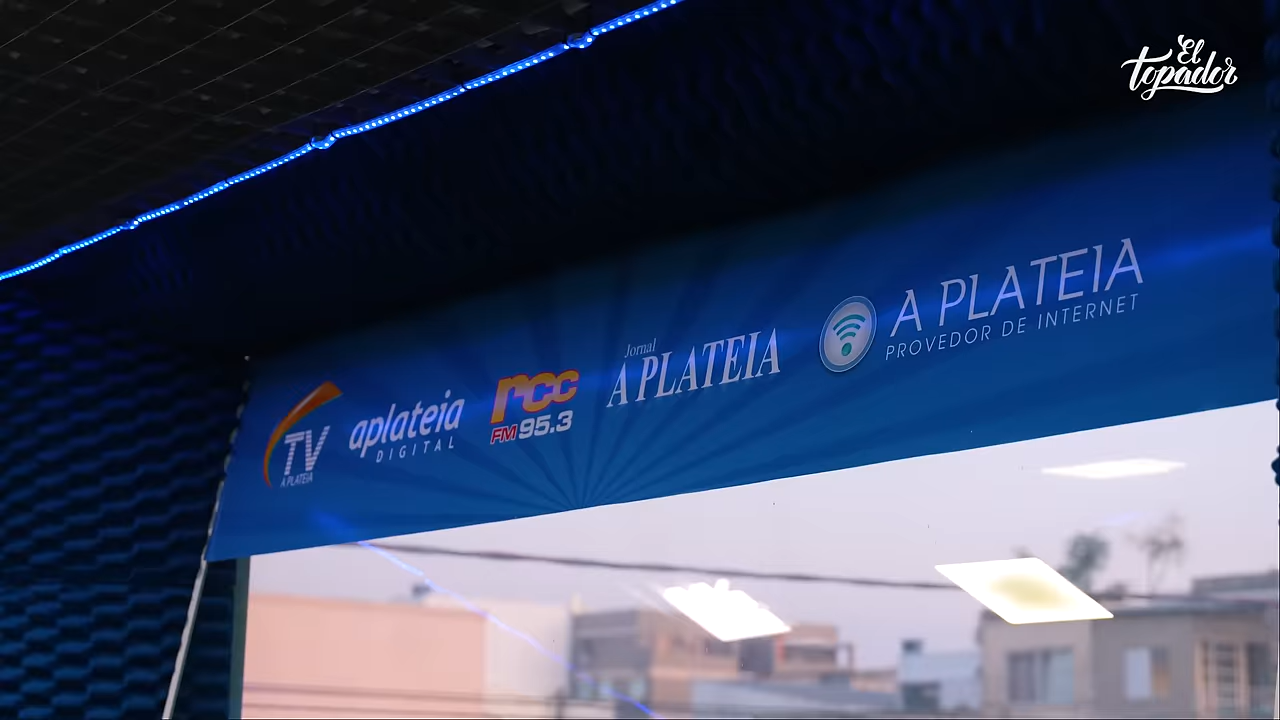 El
Topador
TV
A PLATEIA
aplateia
DIGITAL
rcc
FM 95.3
Jornal
A PLATEIA
A PLATEIA
PROVEDOR DE INTERNET